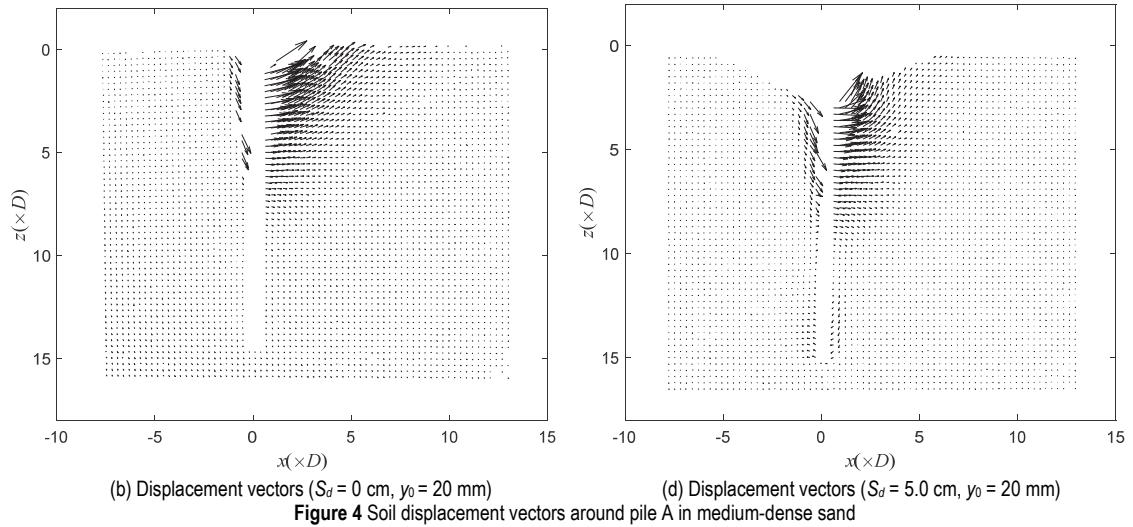 0
5
10
15
z(×D)
-10
-5
0
5
10
15
x(×D)
(b) Displacement vectors (Sd = 0 cm, y0 = 20 mm)
0
5
10
15
z(×D)
-10
-5
0
5
10
15
x(×D)
(d) Displacement vectors (Sd = 5.0 cm, y0 = 20 mm)
Figure 4 Soil displacement vectors around pile A in medium-dense sand